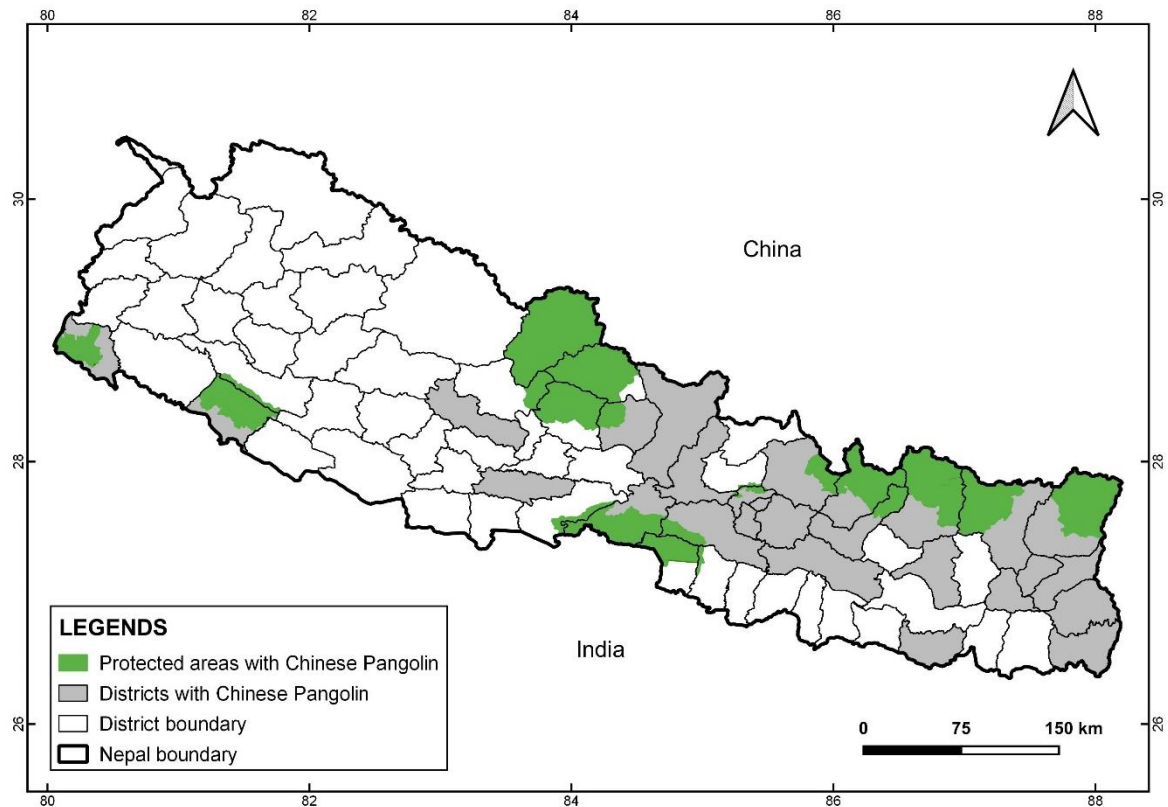 80 82 84 86 88
30 30
China
28 28
India
LEGENDS
Protected areas with Chinese Pangolin
Districts with Chinese Pangolin
District boundary
Nepal boundary
0 75 150 km
26 26
80 82 84 86 88